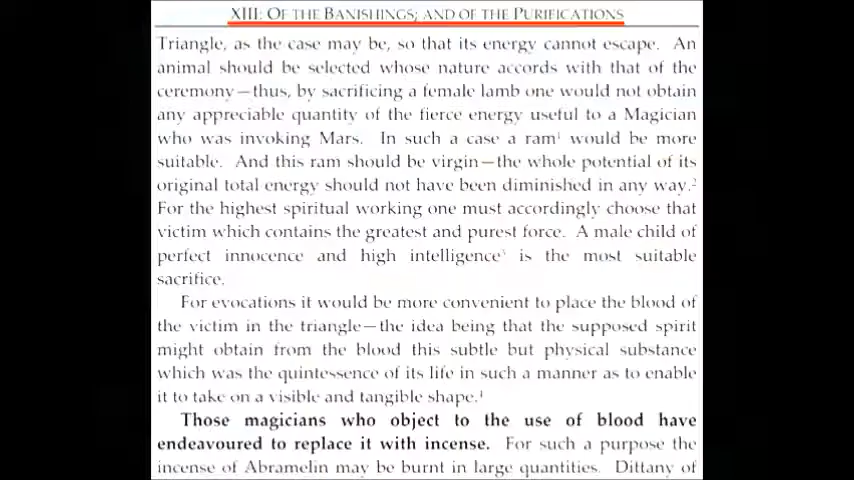 XIII: OF THE BANISHINGS; AND OF THE PURIFICATIONS
Triangle, as the case may be, so that its energy cannot escape. An
animal should be selected whose nature accords with that of the
ceremony—thus, by sacrificing a female lamb one would not obtain
any appreciable quantity of the fierce energy useful to a Magician
who was invoking Mars. In such a case a ram¹ would be more
suitable. And this ram should be virgin—the whole potential of its
original total energy should not have been diminished in any way.²
For the highest spiritual working one must accordingly choose that
victim which contains the greatest and purest force. A male child of
perfect innocence and high intelligence³ is the most suitable
sacrifice.
For evocations it would be more convenient to place the blood of
the victim in the triangle—the idea being that the supposed spirit
might obtain from the blood this subtle but physical substance
which was the quintessence of its life in such a manner as to enable
it to take on a visible and tangible shape.⁴
Those magicians who object to the use of blood have
endeavoured to replace it with incense. For such a purpose the
incense of Abramelin may be burnt in large quantities. Dittany of